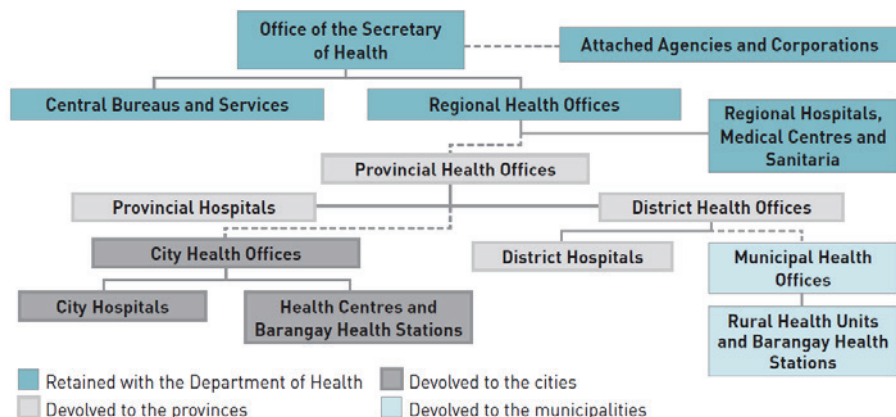 Office of the Secretary
of Health
Attached Agencies and Corporations
Central Bureaus and Services
Regional Health Offices
Regional Hospitals,
Medical Centres and
Sanitaria
Provincial Health Offices
Provincial Hospitals
District Health Offices
City Health Offices
District Hospitals
Municipal Health
Offices
City Hospitals
Health Centres and
Barangay Health Stations
Rural Health Units
and Barangay Health
Stations
Retained with the Department of Health
Devolved to the cities
Devolved to the provinces
Devolved to the municipalities